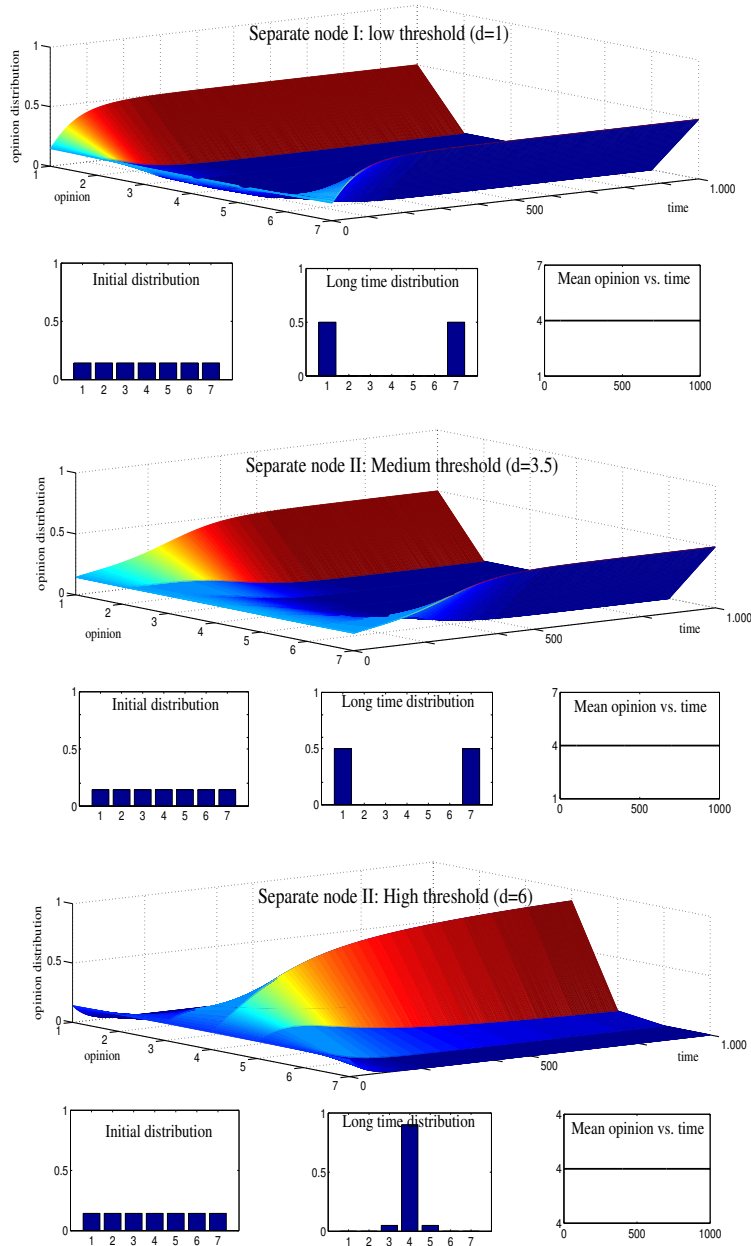 Separate node I: low threshold (d=1)
opinion distribution
1
0.5
0
1
2
3
4
5
6
7
opinion
0
500
1.000
time
Initial distribution
1
0.5
0
1 2 3 4 5 6 7
Long time distribution
1
0.5
0
1 2 3 4 5 6 7
Mean opinion vs. time
7
4
1
0 500 1000
Separate node II: Medium threshold (d=3.5)
opinion distribution
1
0.5
0
1
2
3
4
5
6
7
opinion
0
500
1.000
time
Initial distribution
1
0.5
0
1 2 3 4 5 6 7
Long time distribution
1
0.5
0
1 2 3 4 5 6 7
Mean opinion vs. time
7
4
1
0 500 1000
Separate node II: High threshold (d=6)
opinion distribution
1
0.5
0
1
2
3
4
5
6
7
opinion
0
500
1.000
time
Initial distribution
1
0.5
0
1 2 3 4 5 6 7
Long time distribution
1
0.5
0
1 2 3 4 5 6 7
Mean opinion vs. time
4
4
4
0 500 1000